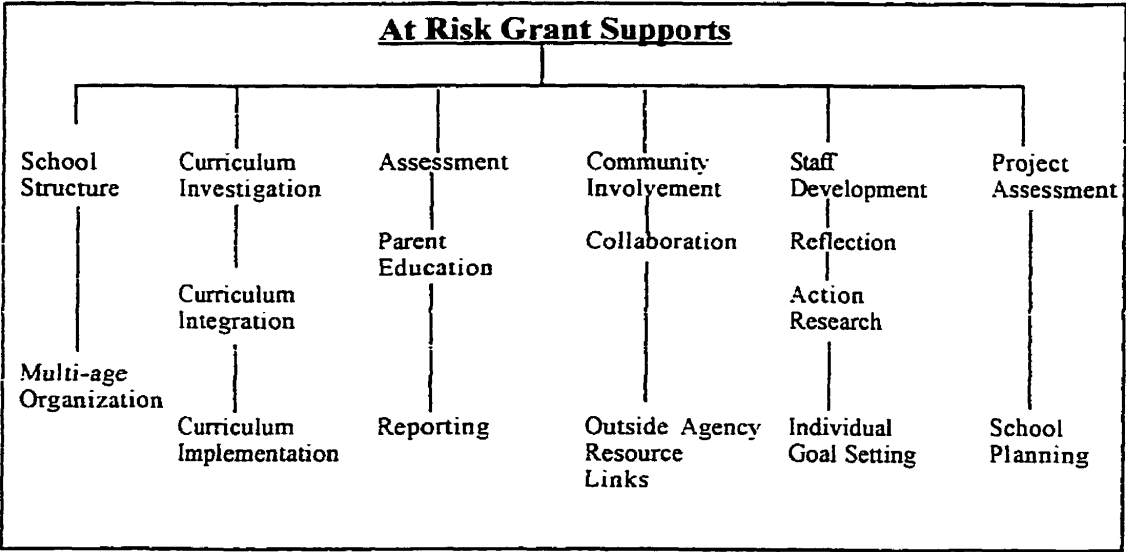 At Risk Grant Supports
School
Structure
Multi-age
Organization
Curriculum
Investigation
Curriculum
Integration
Curriculum
Implementation
Assessment
Parent
Education
Reporting
Community
Involvement
Collaboration
Outside Agency
Resource
Links
Staff
Development
Reflection
Action
Research
Individual
Goal Setting
Project
Assessment
School
Planning